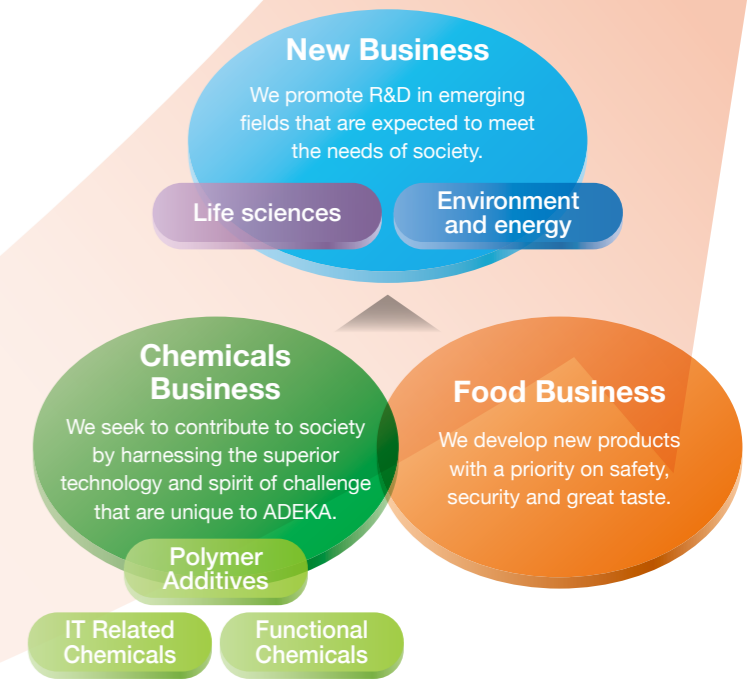 New Business
We promote R&D in emerging
fields that are expected to meet
the needs of society.
Life sciences
Environment
and energy
Chemicals
Business
We seek to contribute to society
by harnessing the superior
technology and spirit of challenge
that are unique to ADEKA.
Food Business
We develop new products
with a priority on safety,
security and great taste.
Polymer
Additives
IT Related
Chemicals
Functional
Chemicals